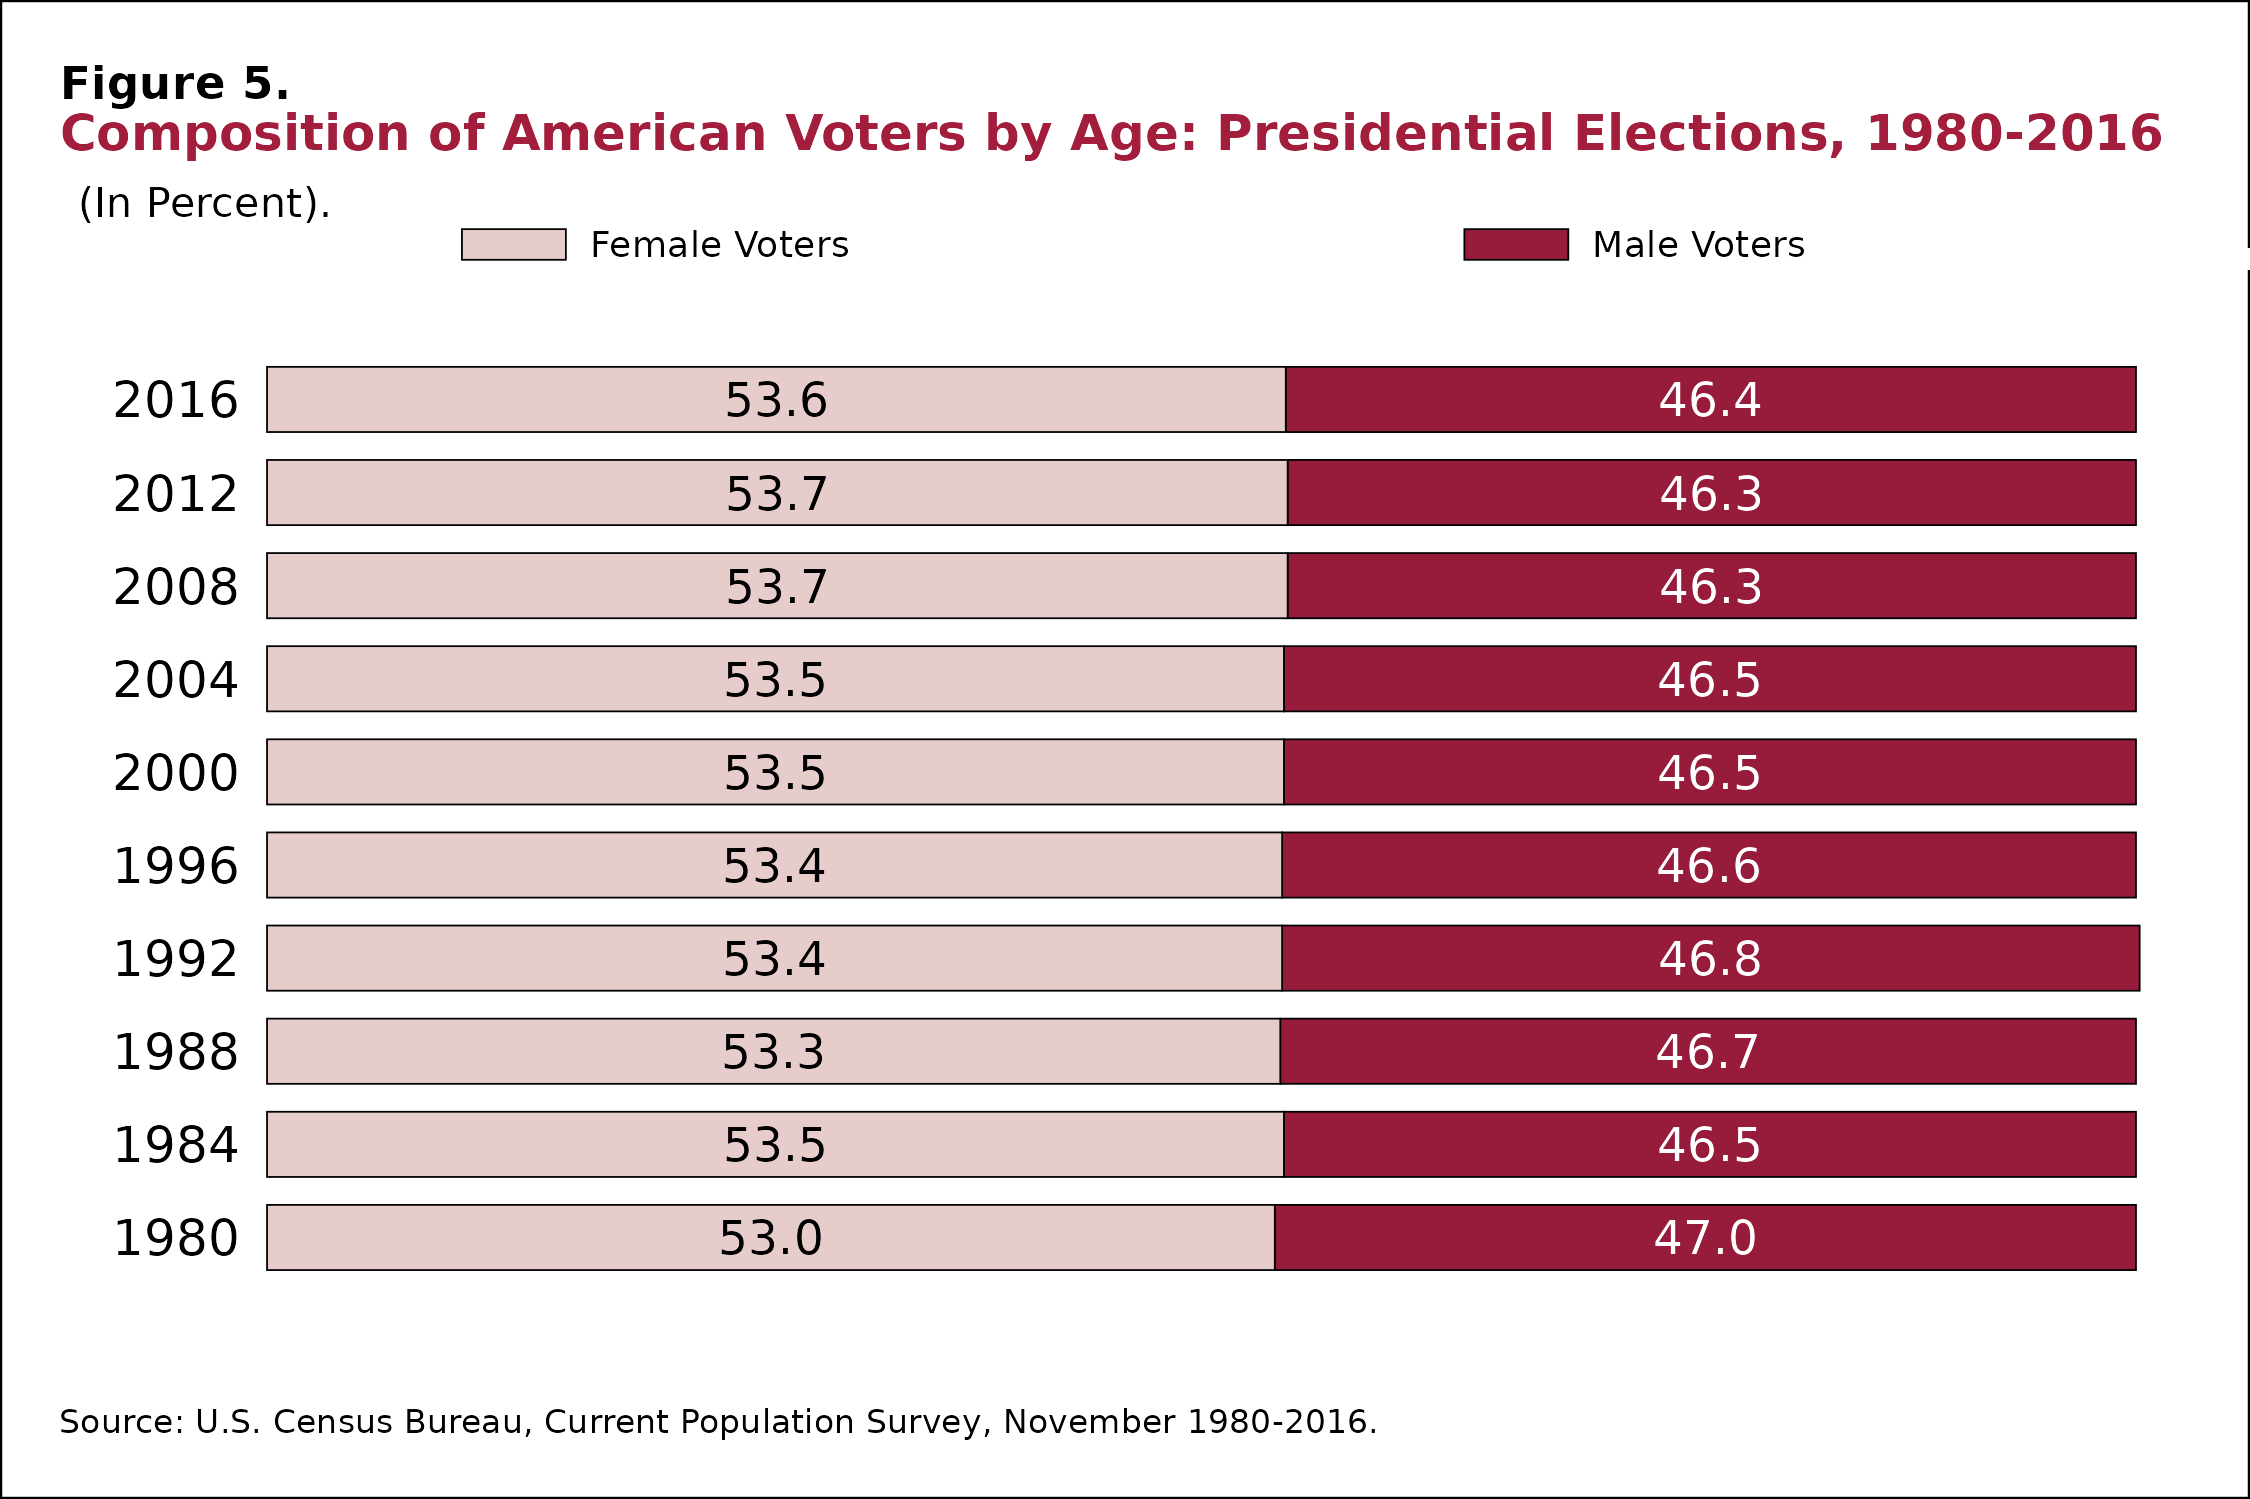 Figure 5.
Composition of American Voters by Age: Presidential Elections, 1980-2016
(In Percent).
Female Voters Male Voters
2016 53.6 46.4
2012 53.7 46.3
2008 53.7 46.3
2004 53.5 46.5
2000 53.5 46.5
1996 53.4 46.6
1992 53.4 46.8
1988 53.3 46.7
1984 53.5 46.5
1980 53.0 47.0
Source: U.S. Census Bureau, Current Population Survey, November 1980-2016.